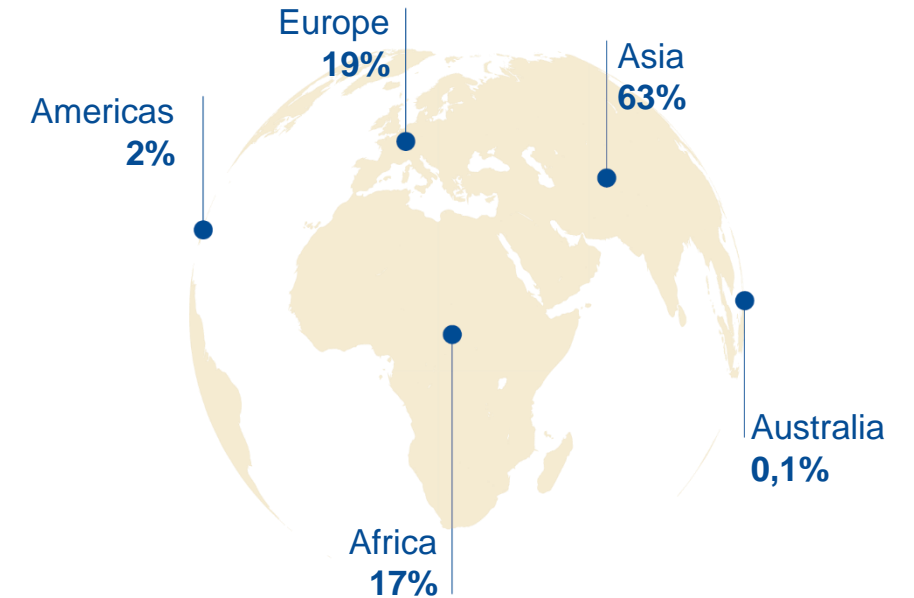 Europe
19%
Asia
63%
Americas
2%
Australia
0,1%
Africa
17%